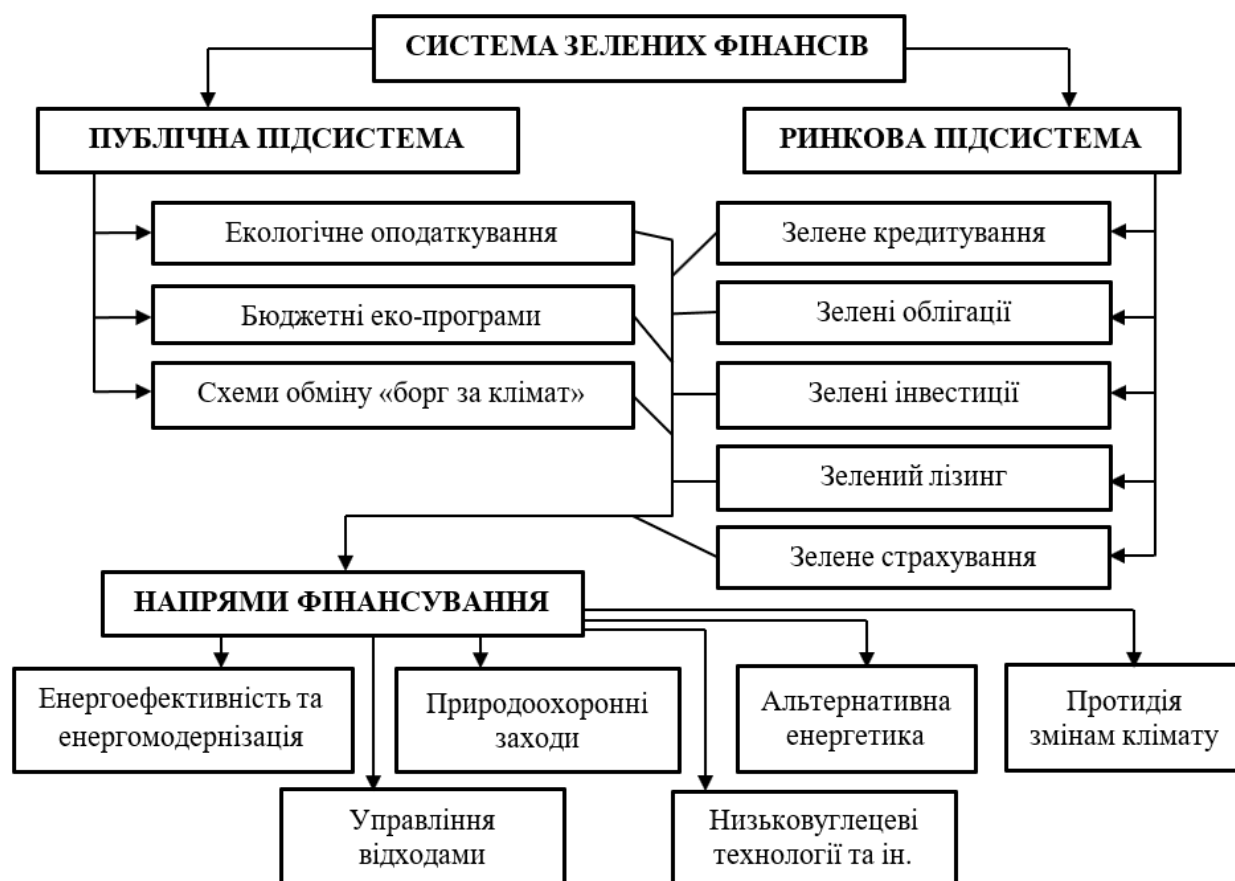 СИСТЕМА ЗЕЛЕНИХ ФІНАНСІВ
ПУБЛІЧНА ПІДСИСТЕМА
РИНКОВА ПІДСИСТЕМА
Екологічне оподаткування
Бюджетні еко-програми
Схеми обміну «борг за клімат»
Зелене кредитування
Зелені облігації
Зелені інвестиції
Зелений лізинг
Зелене страхування
НАПРЯМИ ФІНАНСУВАННЯ
Енергоефективність та
енергомодернізація
Природоохоронні
заходи
Альтернативна
енергетика
Протидія
змінам клімату
Управління
відходами
Низьковуглецеві
технології та ін.